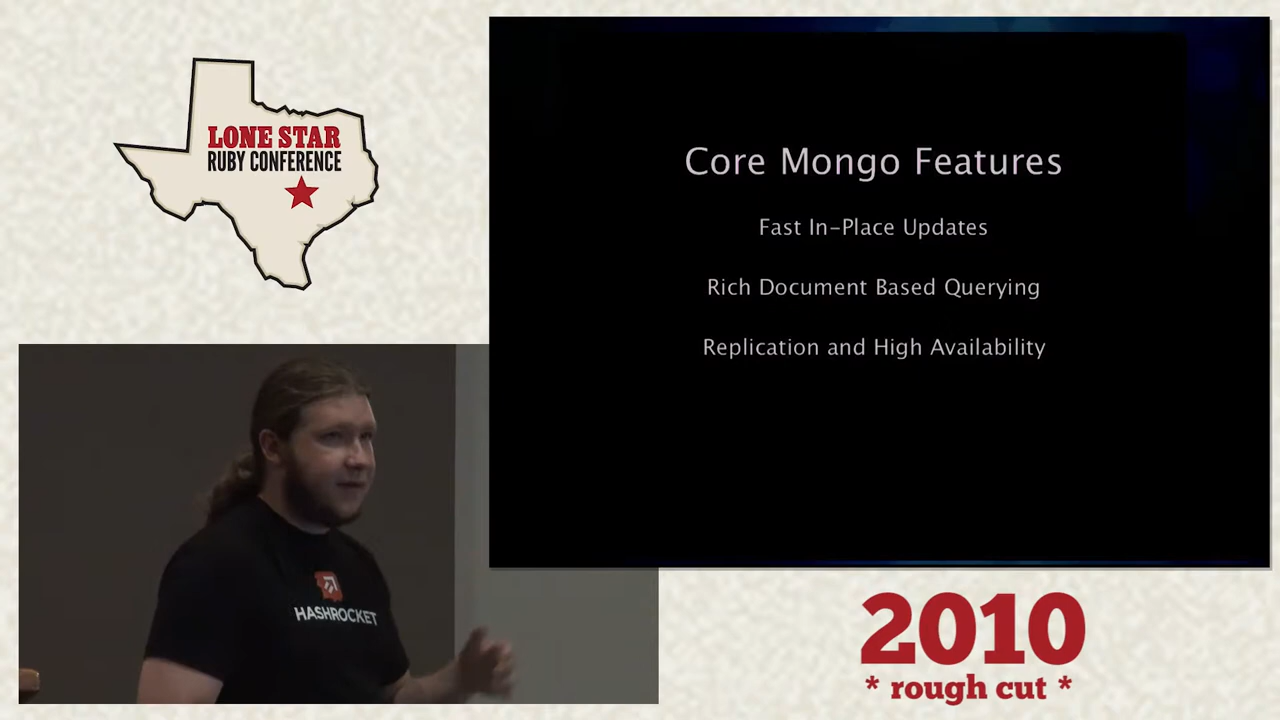 LONE STAR
RUBY CONFERENCE
Core Mongo Features
Fast In-Place Updates
Rich Document Based Querying
Replication and High Availability
HASHROCKET
2010
* rough cut *